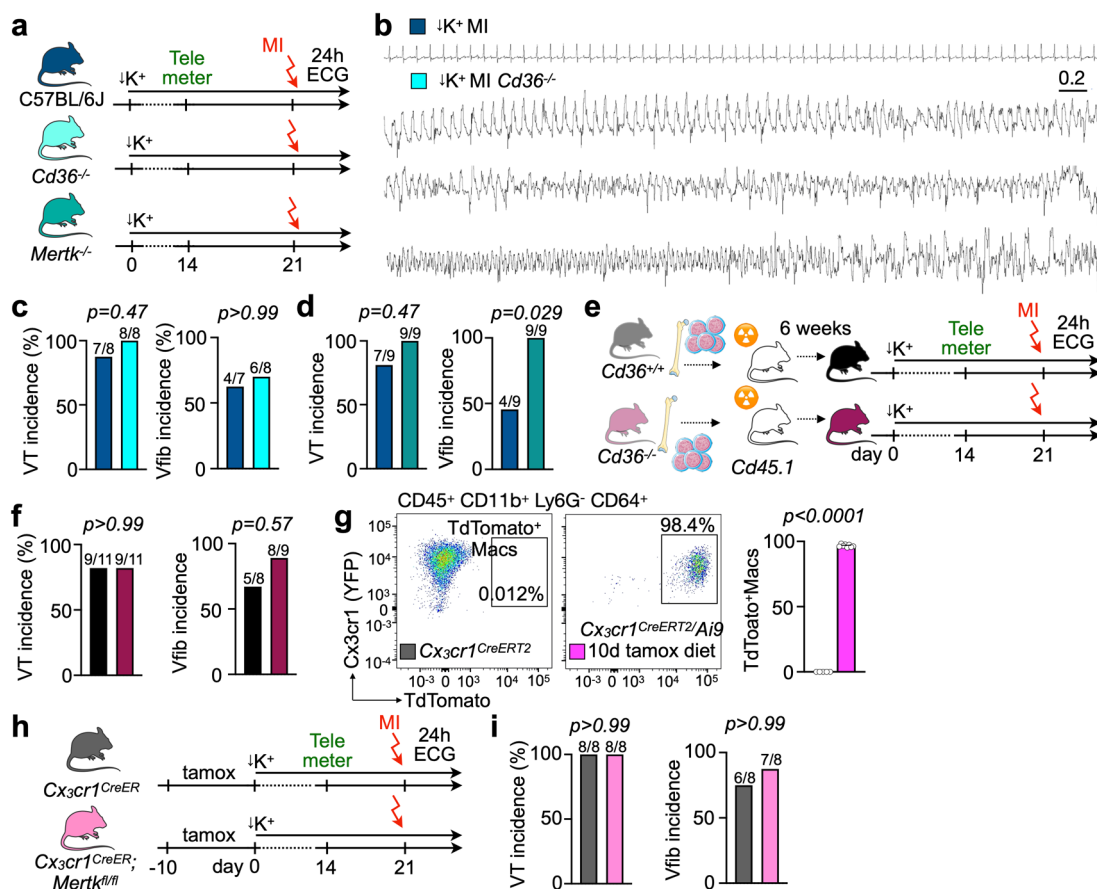 a
MI
24h
ECG
Tele
meter
↓K⁺
C57BL/6J
↓K⁺
Cd36⁻/⁻
↓K⁺
Mertk⁻/⁻
0 14 21
b
↓K⁺ MI
↓K⁺ MI Cd36⁻/⁻
0.2
c
p=0.47 p>0.99
VT incidence (%)
100
50
0
7/8 8/8
Vfib incidence (%)
100
50
0
4/7 6/8
d
p=0.47 p=0.029
VT incidence
100
50
0
7/9 9/9
Vfib incidence
100
50
0
4/9 9/9
e
Cd36⁺/⁺
6 weeks
MI
24h
ECG
Tele
meter
↓K⁺
Cd36⁻/⁻
Cd45.1
↓K⁺
day 0 14 21
f
p>0.99 p=0.57
VT incidence (%)
100
50
0
9/11 9/11
Vfib incidence
100
50
0
5/8 8/9
g
CD45⁺ CD11b⁺ Ly6G⁻ CD64⁺
Cx3cr1 (YFP)
10⁵
10⁴
10³
0
-10³
-10⁴
TdTomato⁺
Macs
0.012%
Cx₃cr1ᶜʳᵉᴱᴿᵀ²
98.4%
Cx₃cr1ᶜʳᵉᴱᴿᵀ²/Ai9
10d tamox diet
-10³ 0 10³ 10⁴ 10⁵
-10³ 0 10³ 10⁴ 10⁵
TdTomato
p<0.0001
TdToato⁺Macs
100
50
0
h
MI
24h
ECG
Tele
meter
tamox
↓K⁺
Cx₃cr1ᶜʳᵉᴱᴿ
tamox
↓K⁺
Cx₃cr1ᶜʳᵉᴱᴿ;
Mertkᶠˡ/ᶠˡ
-10 day 0 14 21
i
p>0.99 p>0.99
VT incidence (%)
100
50
0
8/8 8/8
Vfib incidence
100
50
0
6/8 7/8